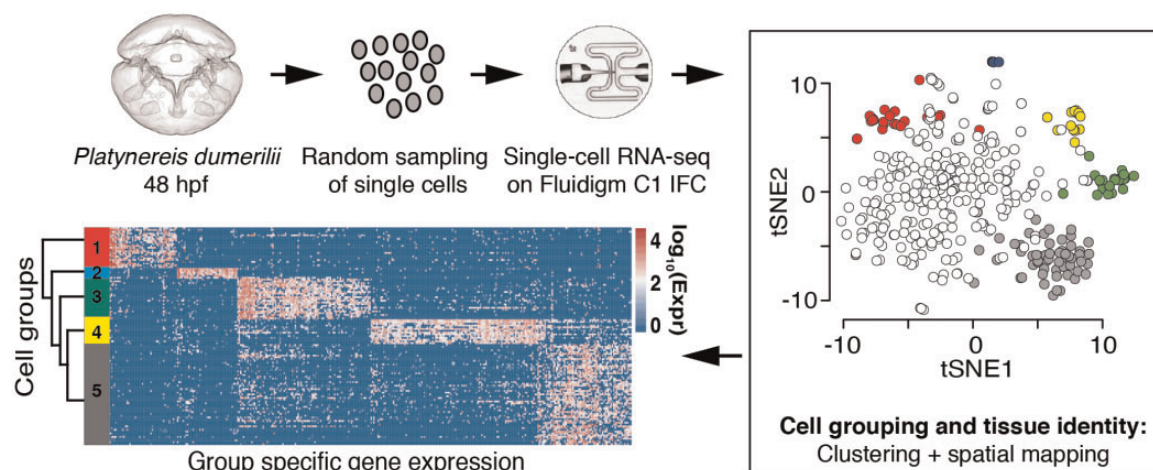 Platynereis dumerilii
48 hpf
Random sampling
of single cells
Single-cell RNA-seq
on Fluidigm C1 IFC
tSNE2
10
0
-10
-10
0
10
tSNE1
Cell grouping and tissue identity:
Clustering + spatial mapping
Cell groups
1
2
3
4
5
4
2
0
log₁₀(Expr)
Group specific gene expression